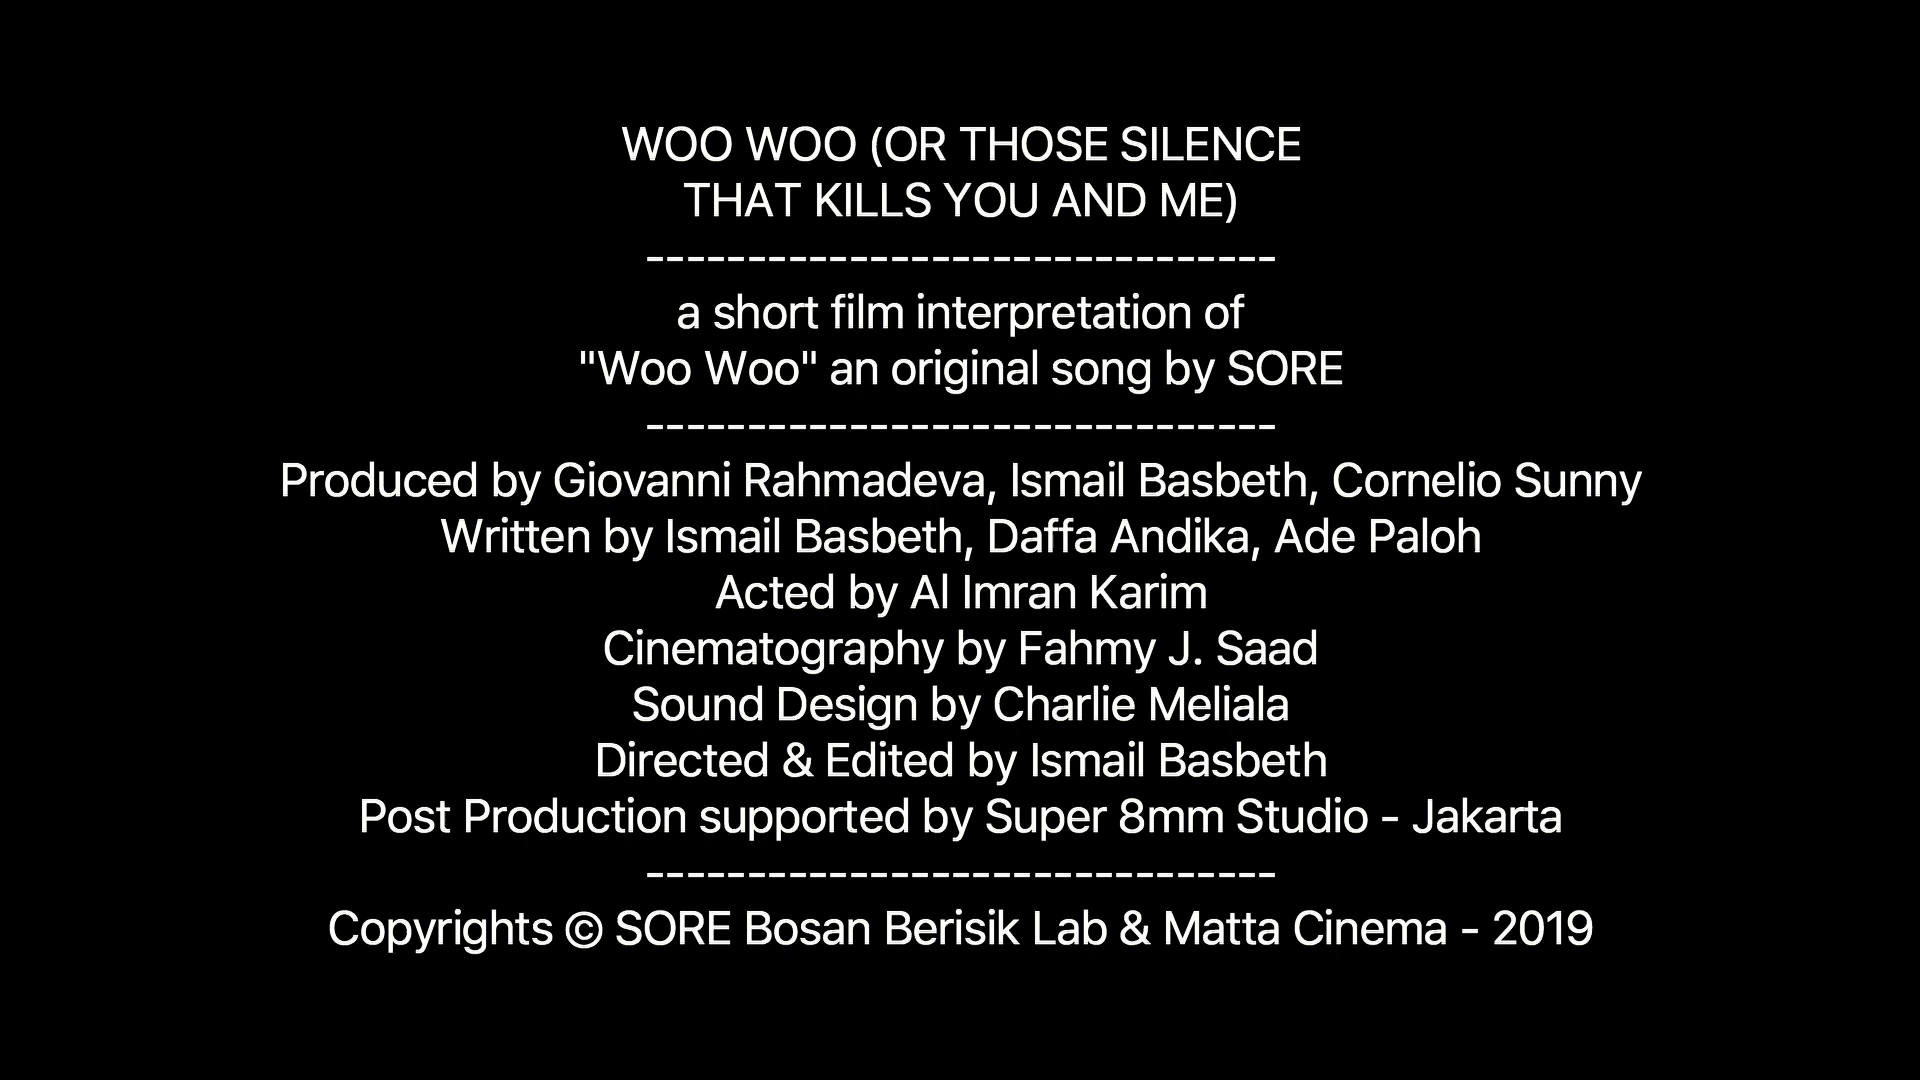 WOO WOO (OR THOSE SILENCE
THAT KILLS YOU AND ME)
-------------------------------
a short film interpretation of
"Woo Woo" an original song by SORE
-------------------------------
Produced by Giovanni Rahmadeva, Ismail Basbeth, Cornelio Sunny
Written by Ismail Basbeth, Daffa Andika, Ade Paloh
Acted by Al Imran Karim
Cinematography by Fahmy J. Saad
Sound Design by Charlie Meliala
Directed & Edited by Ismail Basbeth
Post Production supported by Super 8mm Studio - Jakarta
-------------------------------
Copyrights © SORE Bosan Berisik Lab & Matta Cinema - 2019